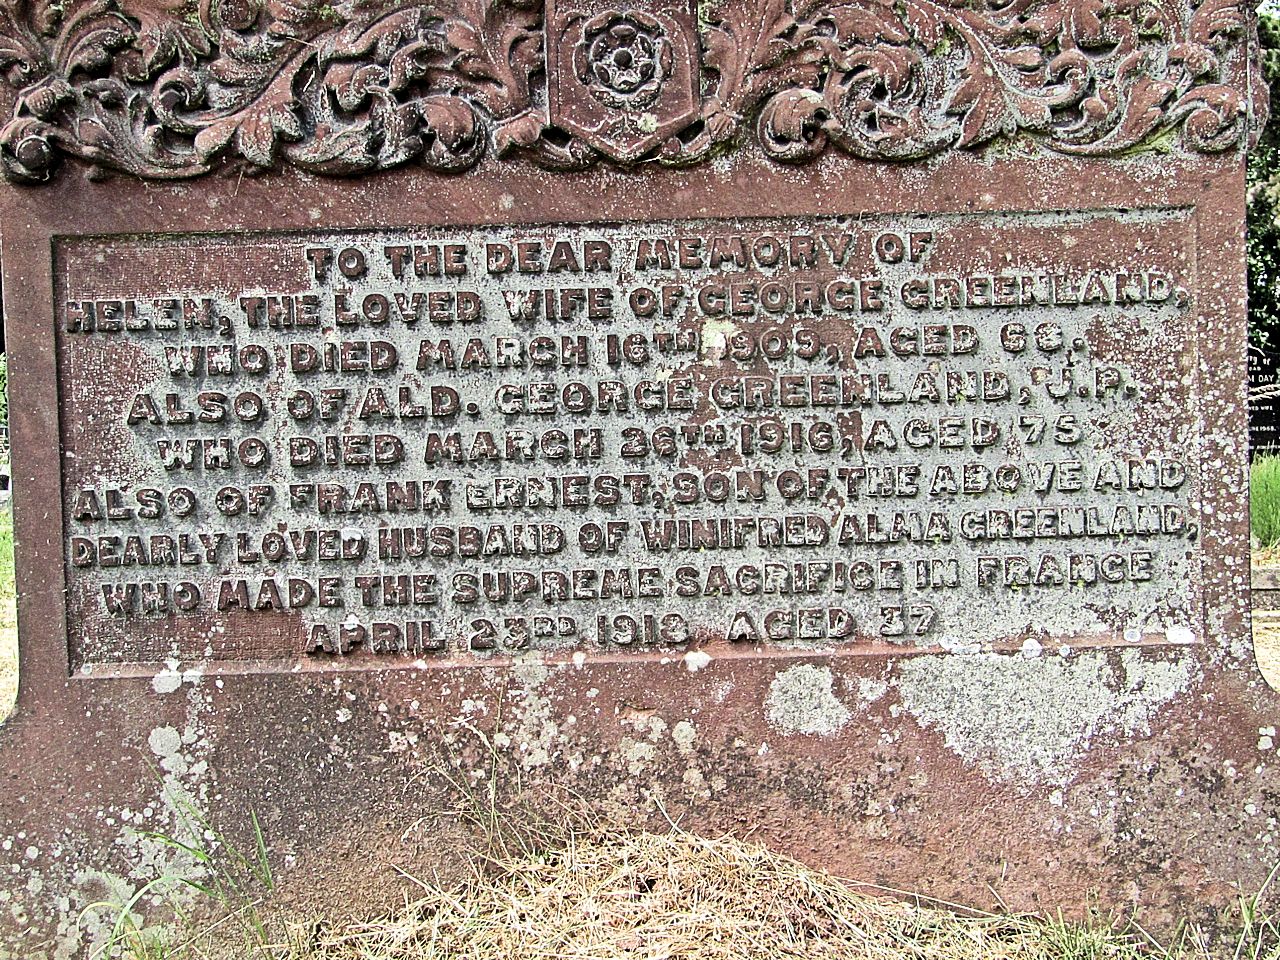 TO THE DEAR MEMORY OF
HELEN, THE LOVED WIFE OF GEORGE GREENLAND,
WHO DIED MARCH 16TH 1909, AGED 66.
ALSO OF ALD. GEORGE GREENLAND, J.P.
WHO DIED MARCH 26TH 1916, AGED 75
ALSO OF FRANK ERNEST, SON OF THE ABOVE AND
DEARLY LOVED HUSBAND OF WINIFRED ALMA GREENLAND,
WHO MADE THE SUPREME SACRIFICE IN FRANCE
APRIL 23RD 1918 AGED 37